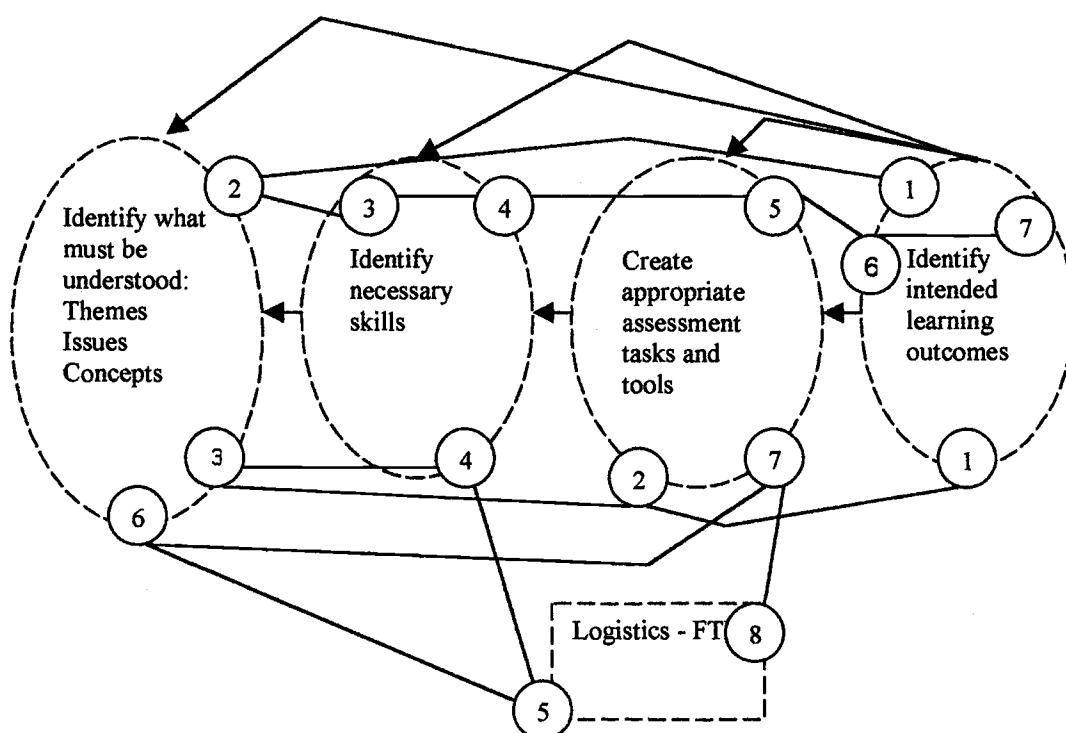 2
3
4
5
1
7
6
Identify what
must be
understood:
Themes
Issues
Concepts
Identify
necessary
skills
Create
appropriate
assessment
tasks and
tools
Identify
intended
learning
outcomes
3
4
2
7
1
6
Logistics - FT
8
5